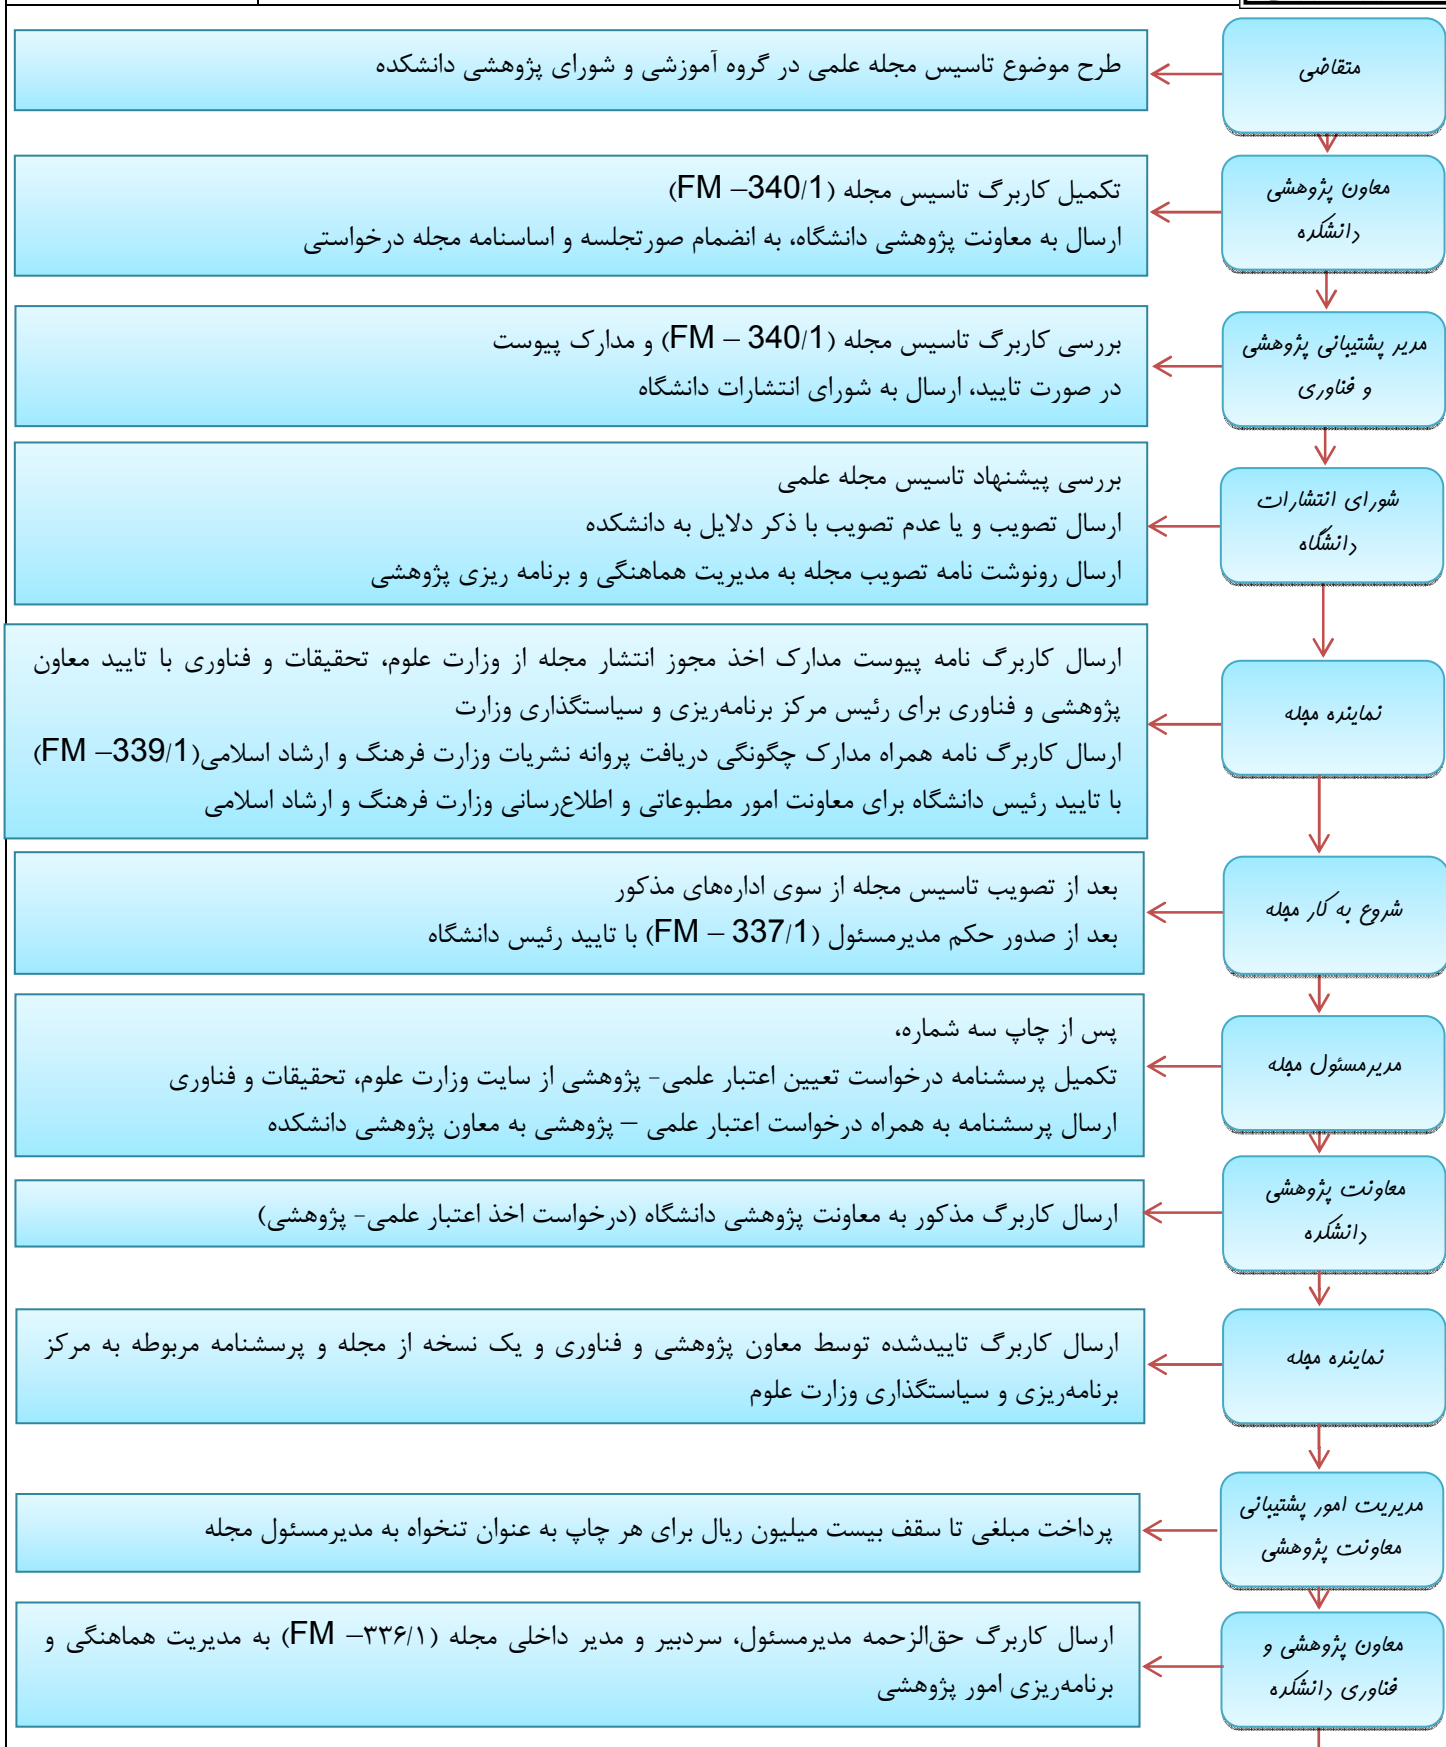 متقاضی
طرح موضوع تاسیس مجله علمی در گروه آموزشی و شورای پژوهشی دانشکده
معاون پژوهشی
دانشکده
تکمیل کاربرگ تاسیس مجله (FM –340/1)
ارسال به معاونت پژوهشی دانشگاه، به انضمام صورتجلسه و اساسنامه مجله درخواستی
مدیر پشتیبانی پژوهشی
و فناوری
بررسی کاربرگ تاسیس مجله (FM – 340/1) و مدارک پیوست
در صورت تایید، ارسال به شورای انتشارات دانشگاه
شورای انتشارات
دانشگاه
بررسی پیشنهاد تاسیس مجله علمی
ارسال تصویب و یا عدم تصویب با ذکر دلایل به دانشکده
ارسال رونوشت نامه تصویب مجله به مدیریت هماهنگی و برنامه ریزی پژوهشی
نماینده مجله
ارسال کاربرگ نامه پیوست مدارک اخذ مجوز انتشار مجله از وزارت علوم، تحقیقات و فناوری با تایید معاون
پژوهشی و فناوری برای رئیس مرکز برنامه‌ریزی و سیاستگذاری وزارت
ارسال کاربرگ نامه همراه مدارک چگونگی دریافت پروانه نشریات وزارت فرهنگ و ارشاد اسلامی(FM –339/1)
با تایید رئیس دانشگاه برای معاونت امور مطبوعاتی و اطلاع‌رسانی وزارت فرهنگ و ارشاد اسلامی
شروع به کار مجله
بعد از تصویب تاسیس مجله از سوی اداره‌های مذکور
بعد از صدور حکم مدیرمسئول (FM – 337/1) با تایید رئیس دانشگاه
مدیرمسئول مجله
پس از چاپ سه شماره،
تکمیل پرسشنامه درخواست تعیین اعتبار علمی- پژوهشی از سایت وزارت علوم، تحقیقات و فناوری
ارسال پرسشنامه به همراه درخواست اعتبار علمی – پژوهشی به معاون پژوهشی دانشکده
معاونت پژوهشی
دانشکده
ارسال کاربرگ مذکور به معاونت پژوهشی دانشگاه (درخواست اخذ اعتبار علمی- پژوهشی)
نماینده مجله
ارسال کاربرگ تاییدشده توسط معاون پژوهشی و فناوری و یک نسخه از مجله و پرسشنامه مربوطه به مرکز
برنامه‌ریزی و سیاستگذاری وزارت علوم
مدیریت امور پشتیبانی
معاونت پژوهشی
پرداخت مبلغی تا سقف بیست میلیون ریال برای هر چاپ به عنوان تنخواه به مدیرمسئول مجله
معاون پژوهشی و
فناوری دانشکده
ارسال کاربرگ حق‌الزحمه مدیرمسئول، سردبیر و مدیر داخلی مجله (FM –۳۳۶/۱) به مدیریت هماهنگی و
برنامه‌ریزی امور پژوهشی